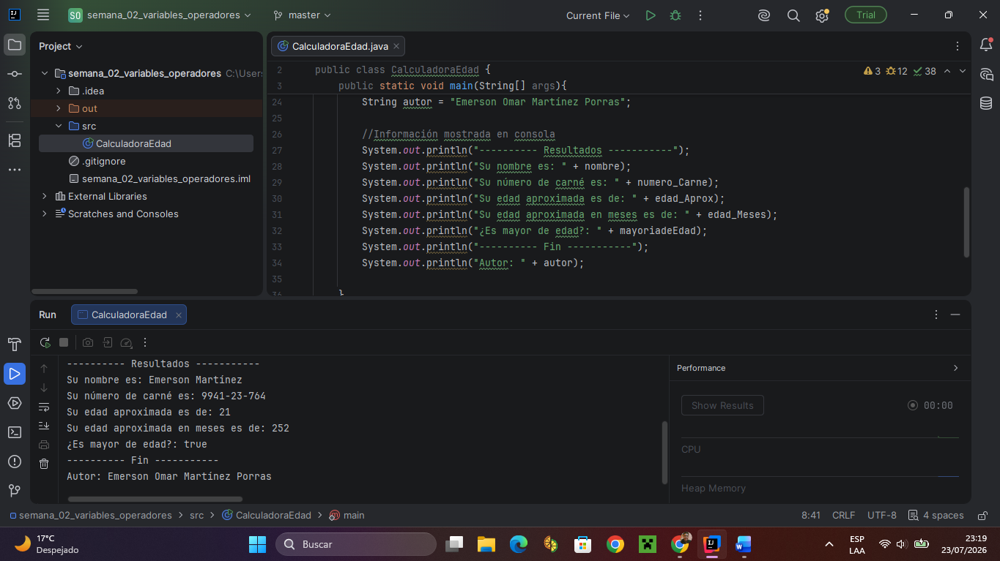 SO semana_02_variables_operadores master Current File Trial
Project
semana_02_variables_operadores C:\Users
.idea
out
src
CalculadoraEdad
.gitignore
semana_02_variables_operadores.iml
External Libraries
Scratches and Consoles
CalculadoraEdad.java
3 12 38
2 public class CalculadoraEdad {
3 public static void main(String[] args){
24 String autor = "Emerson Omar Martínez Porras";
25
26 //Información mostrada en consola
27 System.out.println("---------- Resultados -----------");
28 System.out.println("Su nombre es: " + nombre);
29 System.out.println("Su número de carné es: " + numero_Carne);
30 System.out.println("Su edad aproximada es de: " + edad_Aprox);
31 System.out.println("Su edad aproximada en meses es de: " + edad_Meses);
32 System.out.println("¿Es mayor de edad?: " + mayoriadeEdad);
33 System.out.println("---------- Fin -----------");
34 System.out.println("Autor: " + autor);
35
36 }
Run CalculadoraEdad
---------- Resultados -----------
Su nombre es: Emerson Martínez
Su número de carné es: 9941-23-764
Su edad aproximada es de: 21
Su edad aproximada en meses es de: 252
¿Es mayor de edad?: true
---------- Fin -----------
Autor: Emerson Omar Martínez Porras
Performance
Show Results 00:00
CPU
Heap Memory
semana_02_variables_operadores src CalculadoraEdad main 8:41 CRLF UTF-8 4 spaces
17°C
Despejado
Buscar
ESP
LAA
23:19
23/07/2026